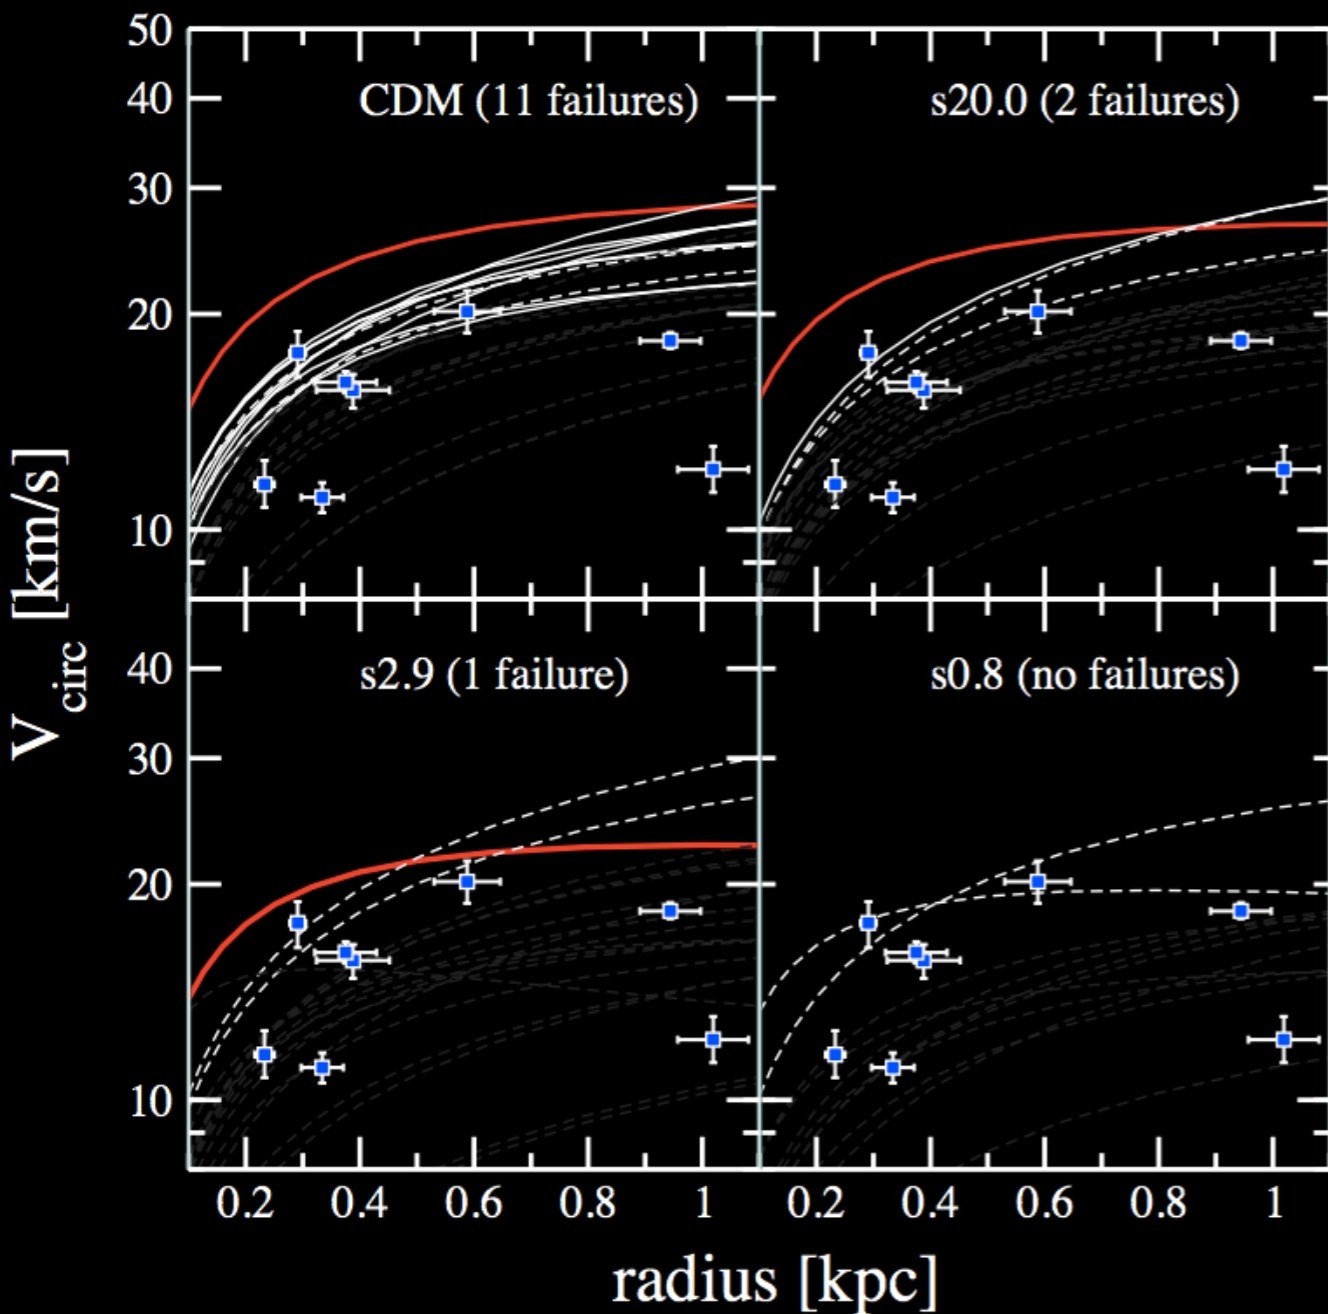 50
40
30
20
10
CDM (11 failures)
s20.0 (2 failures)
40
30
20
10
s2.9 (1 failure)
s0.8 (no failures)
V_circ [km/s]
0.2 0.4 0.6 0.8 1
0.2 0.4 0.6 0.8 1
radius [kpc]